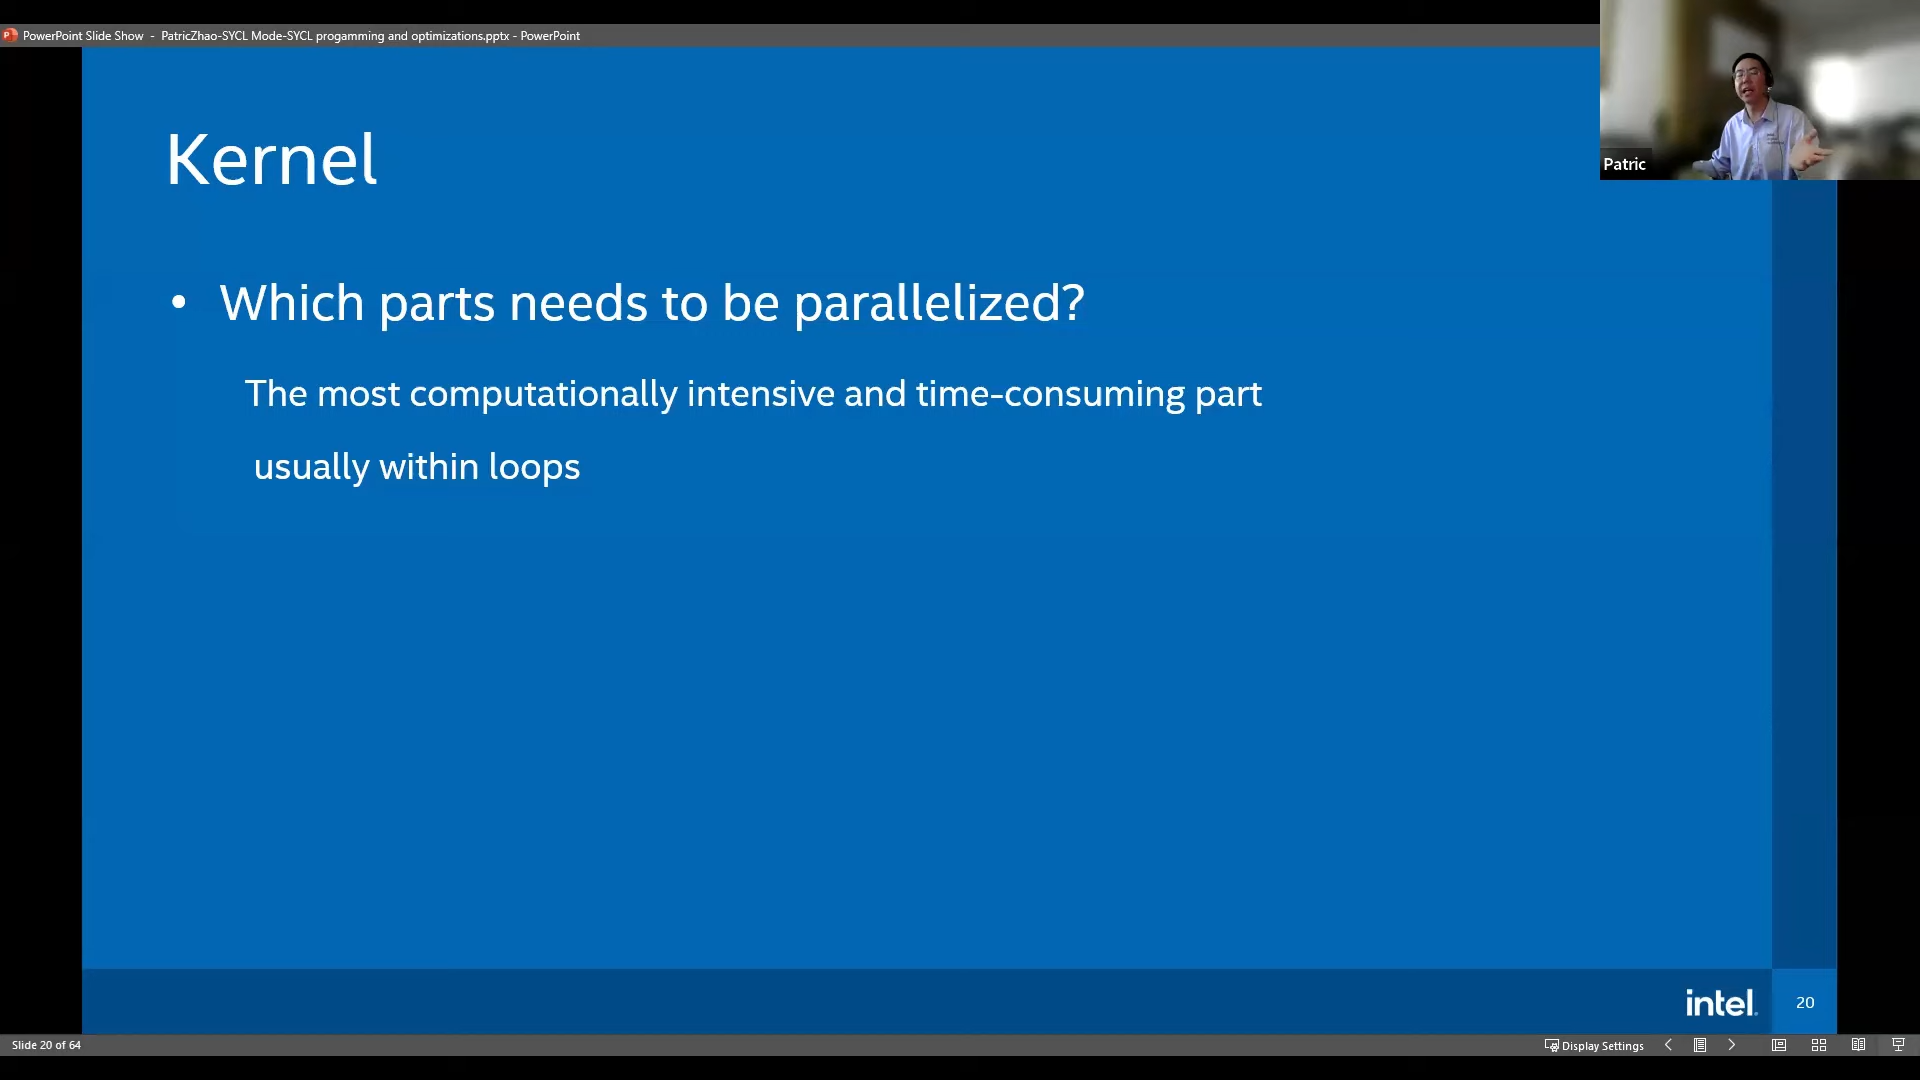 PowerPoint Slide Show - PatricZhao-SYCL Mode-SYCL progamming and optimizations.pptx - PowerPoint
Patric
Kernel
• Which parts needs to be parallelized?
The most computationally intensive and time-consuming part
usually within loops
intel.
20
Slide 20 of 64
Display Settings